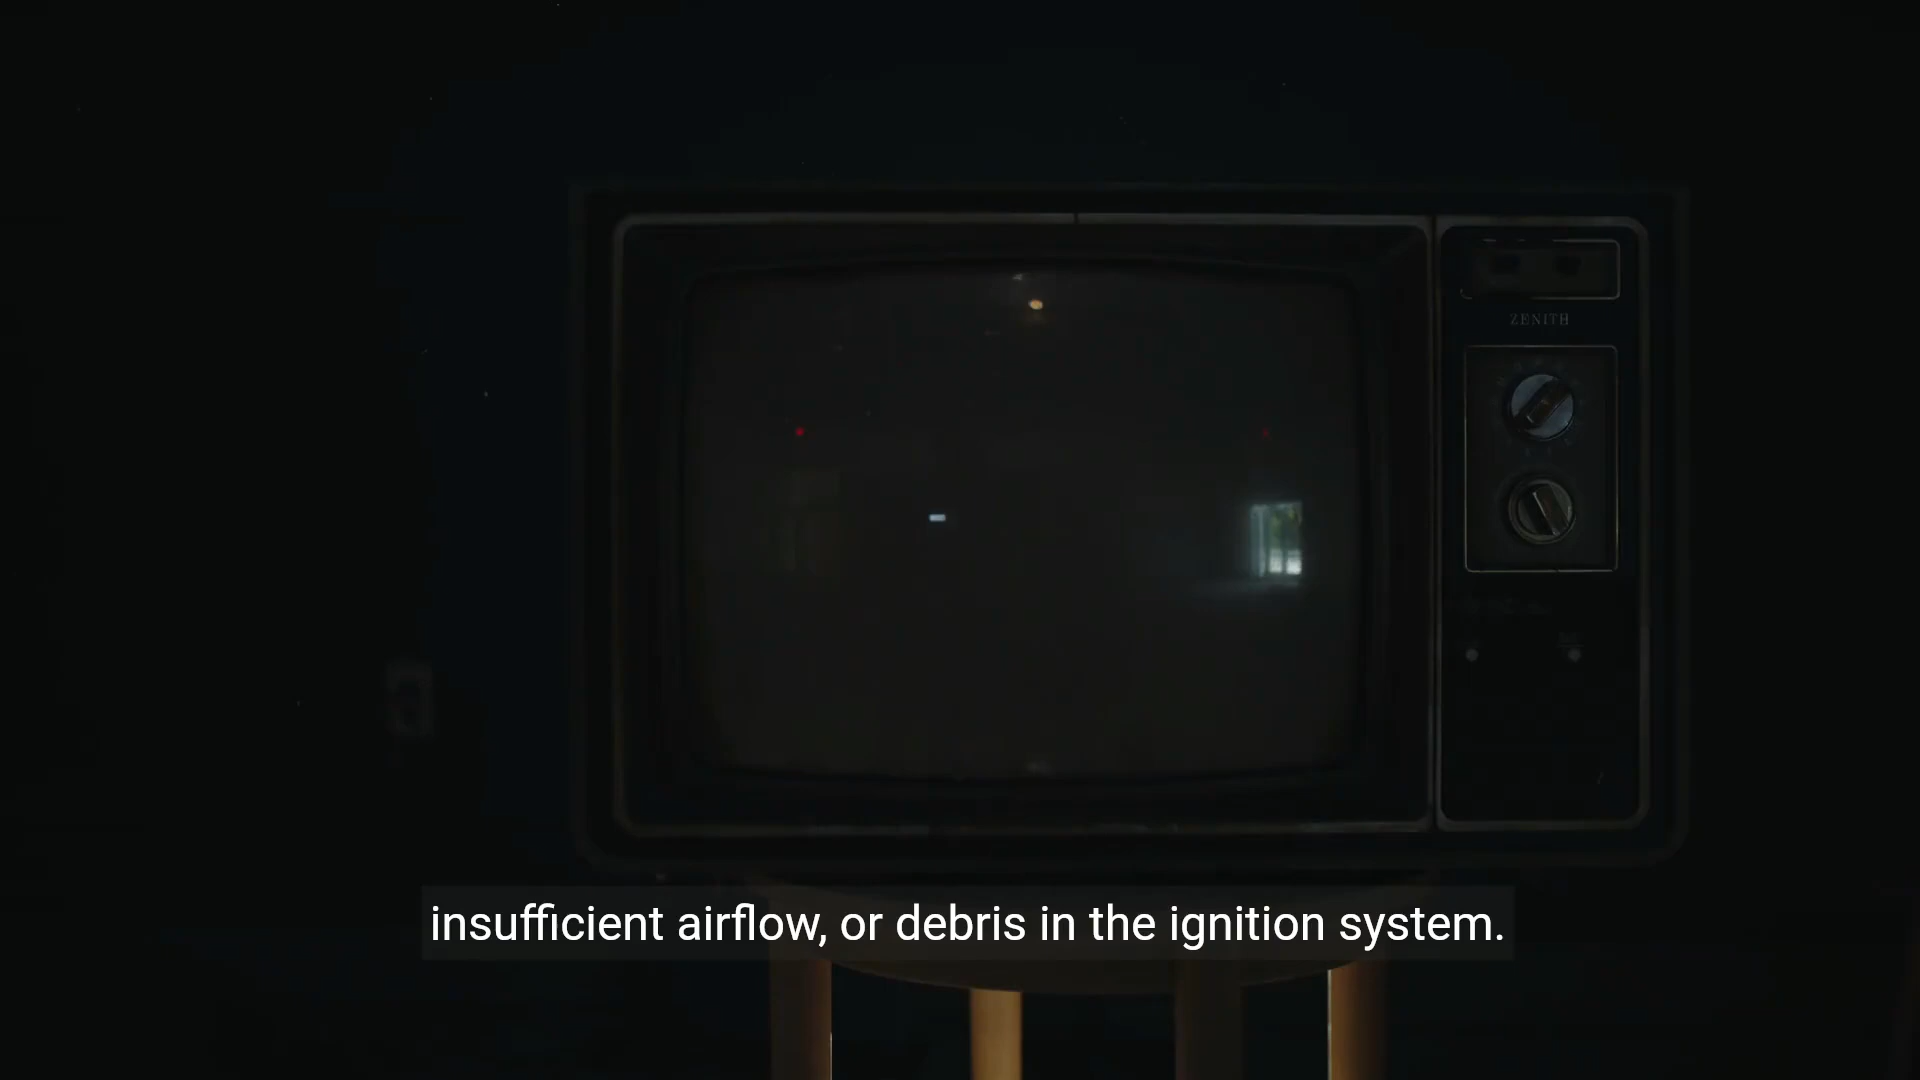 ZENITH
insufficient airflow, or debris in the ignition system.